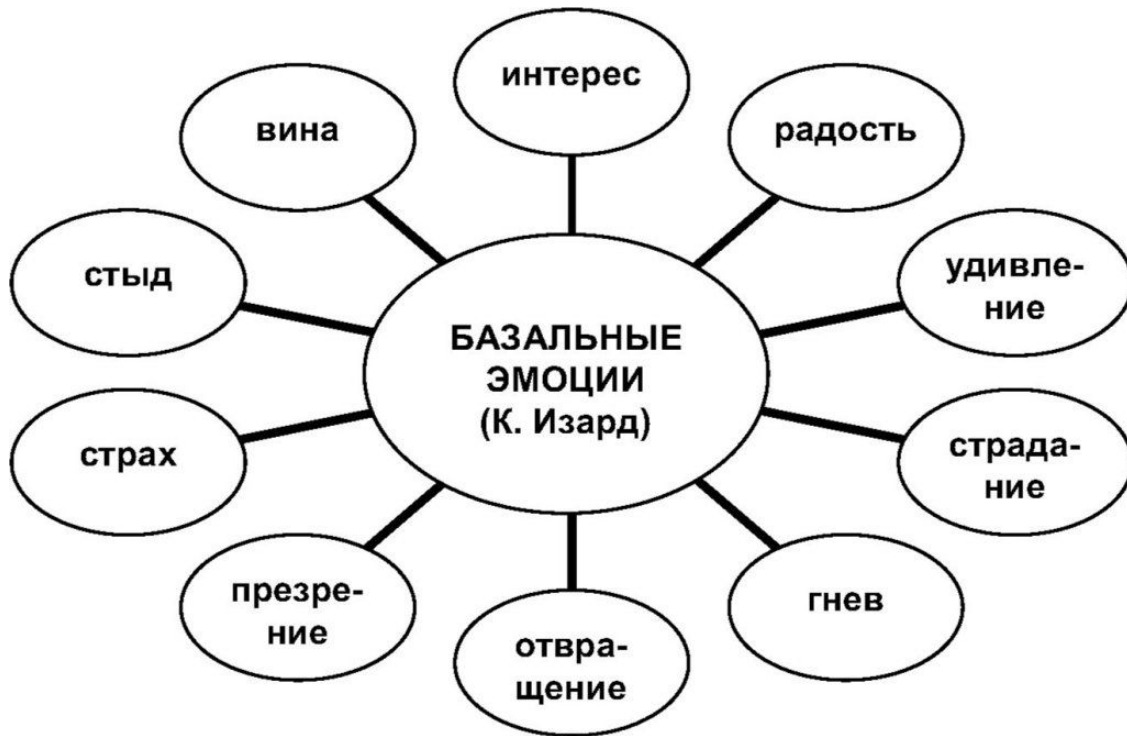 интерес
радость
удивле-
ние
страда-
ние
гнев
отвра-
щение
презре-
ние
страх
стыд
вина
БАЗАЛЬНЫЕ
ЭМОЦИИ
(К. Изард)